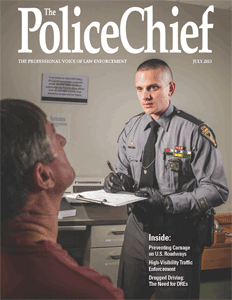 The
PoliceChief
THE PROFESSIONAL VOICE OF LAW ENFORCEMENT
JULY 2015
Inside:
Preventing Carnage
on U.S. Roadways
High-Visibility Traffic
Enforcement
Drugged Driving:
The Need for DREs